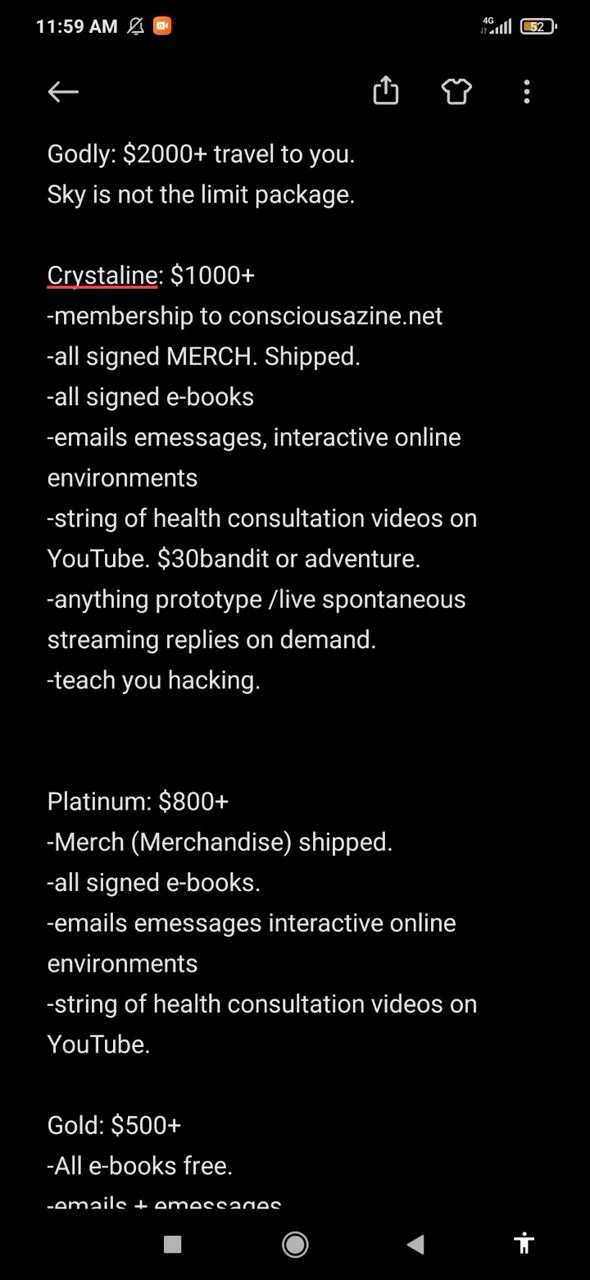 11:59 AM
4G
52
Godly: $2000+ travel to you.
Sky is not the limit package.
Crystaline: $1000+
-membership to consciousazine.net
-all signed MERCH. Shipped.
-all signed e-books
-emails emessages, interactive online
environments
-string of health consultation videos on
YouTube. $30bandit or adventure.
-anything prototype /live spontaneous
streaming replies on demand.
-teach you hacking.
Platinum: $800+
-Merch (Merchandise) shipped.
-all signed e-books.
-emails emessages interactive online
environments
-string of health consultation videos on
YouTube.
Gold: $500+
-All e-books free.
-emails + emessages